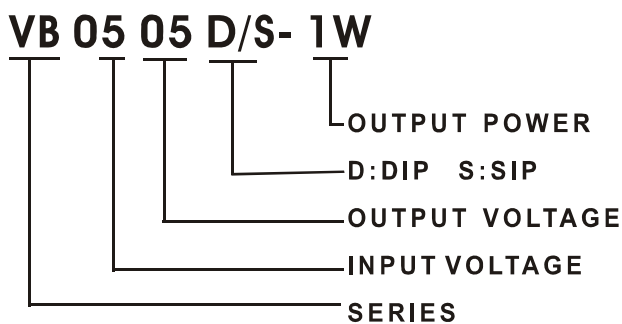 VB 05 05 D/S- 1W
OUTPUT POWER
D:DIP S:SIP
OUTPUT VOLTAGE
INPUT VOLTAGE
SERIES